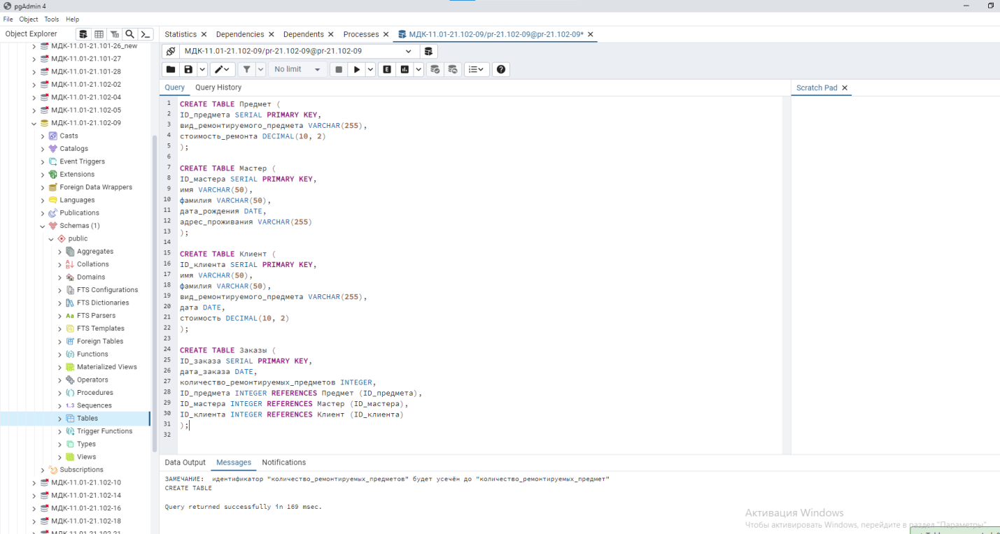 pgAdmin 4
File Object Tools Help
Object Explorer
Statistics Dependencies Dependents Processes МДК-11.01-21.102-09/pr-21.102-09@pr-21.102-09*
МДК-11.01-21.101-26_new
МДК-11.01-21.101-27
МДК-11.01-21.101-28
МДК-11.01-21.102-02
МДК-11.01-21.102-04
МДК-11.01-21.102-05
МДК-11.01-21.102-09
Casts
Catalogs
Event Triggers
Extensions
Foreign Data Wrappers
Languages
Publications
Schemas (1)
public
Aggregates
Collations
Domains
FTS Configurations
FTS Dictionaries
Aa FTS Parsers
FTS Templates
Foreign Tables
Functions
Materialized Views
Operators
Procedures
1..3 Sequences
Tables
Trigger Functions
Types
Views
Subscriptions
МДК-11.01-21.102-10
МДК-11.01-21.102-14
МДК-11.01-21.102-16
МДК-11.01-21.102-18
МДК-11.01-21.102-09/pr-21.102-09@pr-21.102-09
No limit
E
Query Query History
Scratch Pad
1 CREATE TABLE Предмет (
2 ID_предмета SERIAL PRIMARY KEY,
3 вид_ремонтируемого_предмета VARCHAR(255),
4 стоимость_ремонта DECIMAL(10, 2)
5 );
6
7 CREATE TABLE Мастер (
8 ID_мастера SERIAL PRIMARY KEY,
9 имя VARCHAR(50),
10 фамилия VARCHAR(50),
11 дата_рождения DATE,
12 адрес_проживания VARCHAR(255)
13 );
14
15 CREATE TABLE Клиент (
16 ID_клиента SERIAL PRIMARY KEY,
17 имя VARCHAR(50),
18 фамилия VARCHAR(50),
19 вид_ремонтируемого_предмета VARCHAR(255),
20 дата DATE,
21 стоимость DECIMAL(10, 2)
22 );
23
24 CREATE TABLE Заказы (
25 ID_заказа SERIAL PRIMARY KEY,
26 дата_заказа DATE,
27 количество_ремонтируемых_предметов INTEGER,
28 ID_предмета INTEGER REFERENCES Предмет (ID_предмета),
29 ID_мастера INTEGER REFERENCES Мастер (ID_мастера),
30 ID_клиента INTEGER REFERENCES Клиент (ID_клиента)
31 );
32
Data Output Messages Notifications
ЗАМЕЧАНИЕ: идентификатор "количество_ремонтируемых_предметов" будет усечён до "количество_ремонтируемых_предмет"
CREATE TABLE
Query returned successfully in 169 msec.
Активация Windows
Чтобы активировать Windows, перейдите в раздел "Параметры".